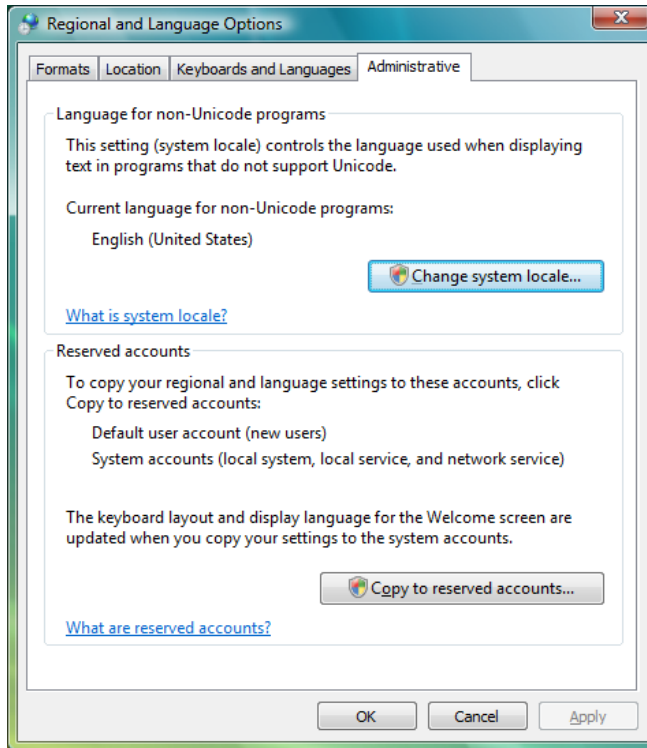 Regional and Language Options
Formats Location Keyboards and Languages Administrative
Language for non-Unicode programs
This setting (system locale) controls the language used when displaying
text in programs that do not support Unicode.
Current language for non-Unicode programs:
English (United States)
Change system locale...
What is system locale?
Reserved accounts
To copy your regional and language settings to these accounts, click
Copy to reserved accounts:
Default user account (new users)
System accounts (local system, local service, and network service)
The keyboard layout and display language for the Welcome screen are
updated when you copy your settings to the system accounts.
Copy to reserved accounts...
What are reserved accounts?
OK Cancel Apply